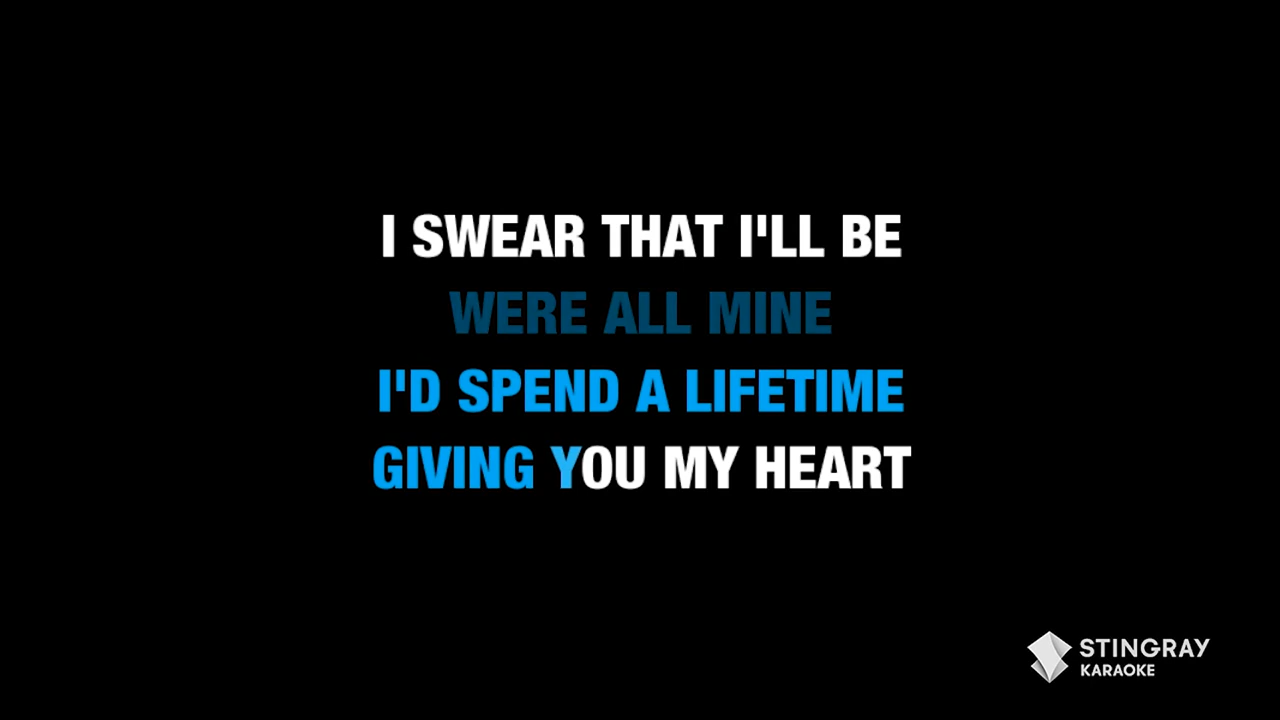 I SWEAR THAT I'LL BE
WERE ALL MINE
I'D SPEND A LIFETIME
GIVING YOU MY HEART
STINGRAY
KARAOKE